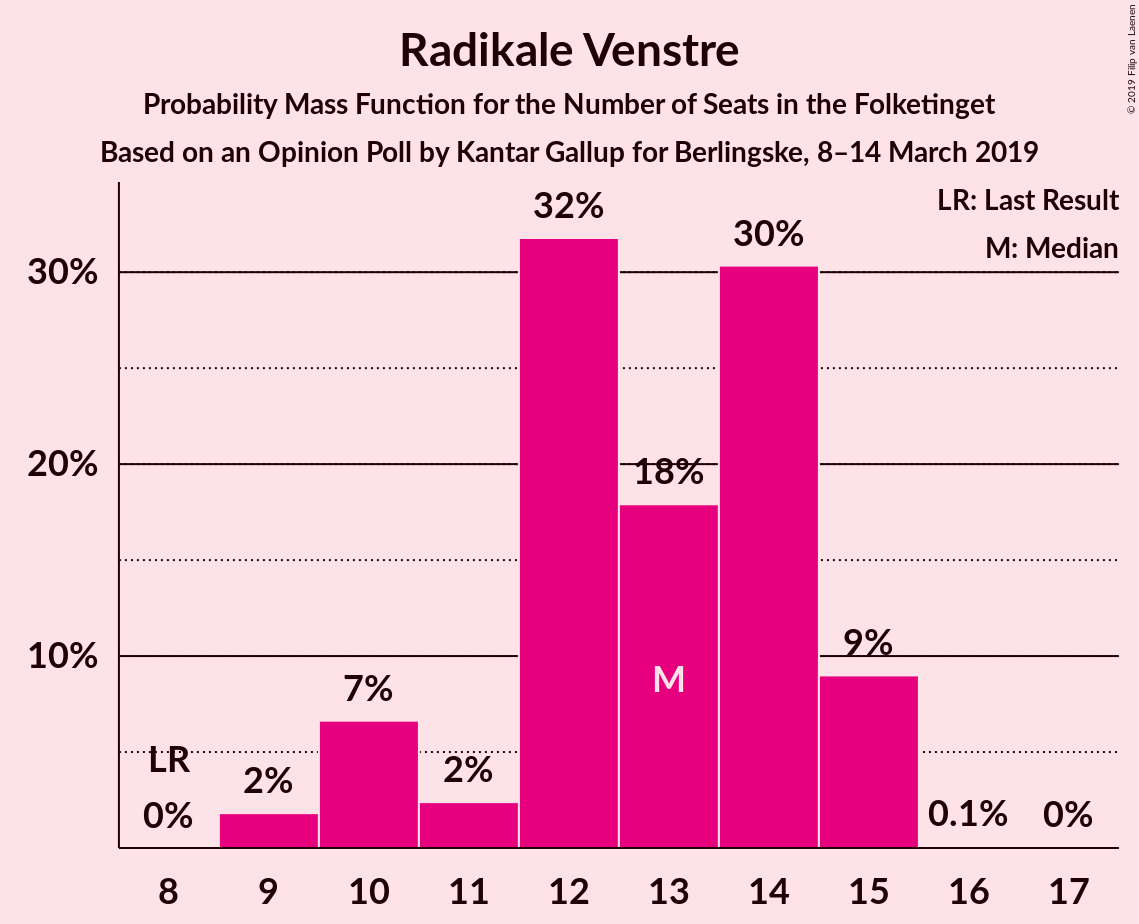 Radikale Venstre
Probability Mass Function for the Number of Seats in the Folketinget
Based on an Opinion Poll by Kantar Gallup for Berlingske, 8–14 March 2019
© 2019 Filip van Laenen
LR: Last Result
M: Median
32%
30%
30%
20%
18%
10%
9%
M
7%
LR
2%
2%
0%
0.1%
0%
8 9 10 11 12 13 14 15 16 17